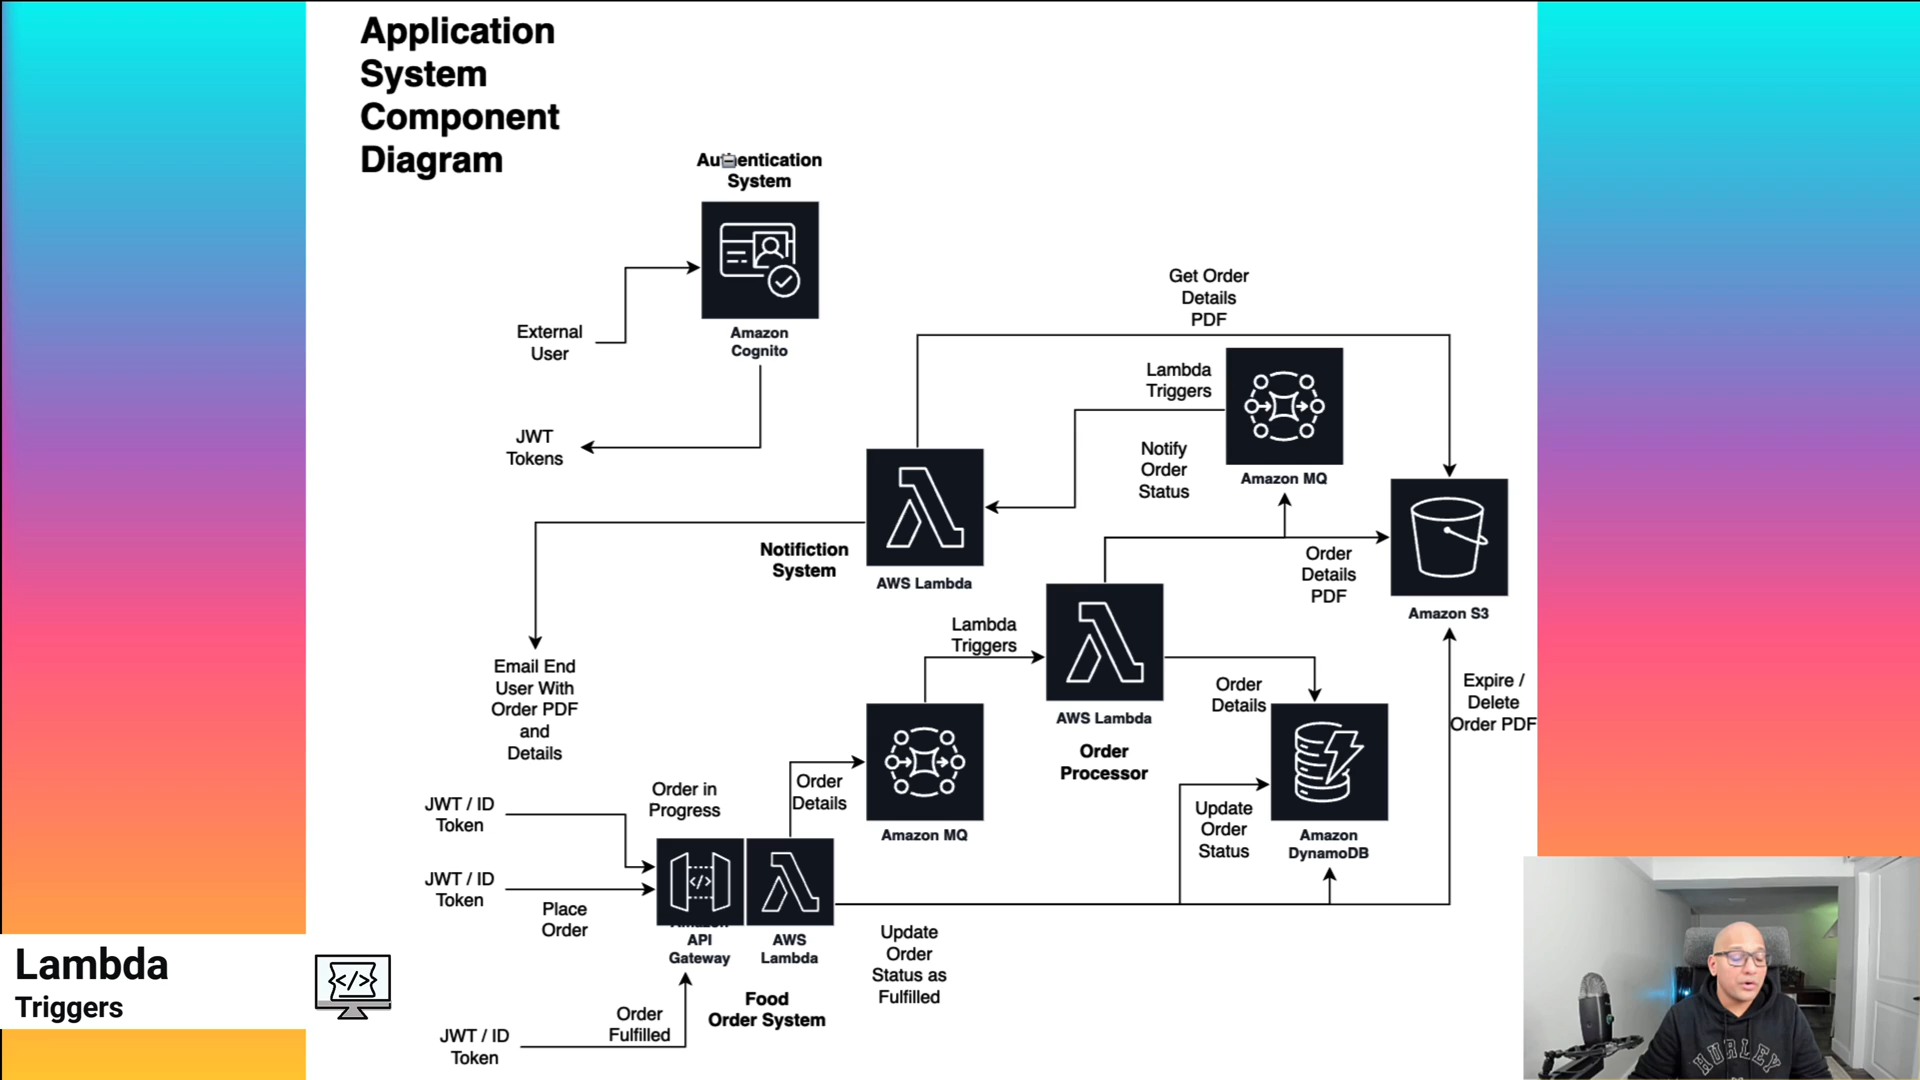 Application
System
Component
Diagram
Authentication
System
Amazon
Cognito
External
User
JWT
Tokens
Get Order
Details
PDF
Lambda
Triggers
Notify
Order
Status
Amazon MQ
Notifiction
System
AWS Lambda
Order
Details
PDF
Amazon S3
Lambda
Triggers
AWS Lambda
Order
Processor
Order
Details
Expire /
Delete
Order PDF
Email End
User With
Order PDF
and
Details
Order in
Progress
Order
Details
Amazon MQ
Update
Order
Status
Amazon
DynamoDB
JWT / ID
Token
JWT / ID
Token
Place
Order
Amazon
API
Gateway
AWS
Lambda
Update
Order
Status as
Fulfilled
Food
Order System
Order
Fulfilled
JWT / ID
Token
Lambda
Triggers
HURLEY